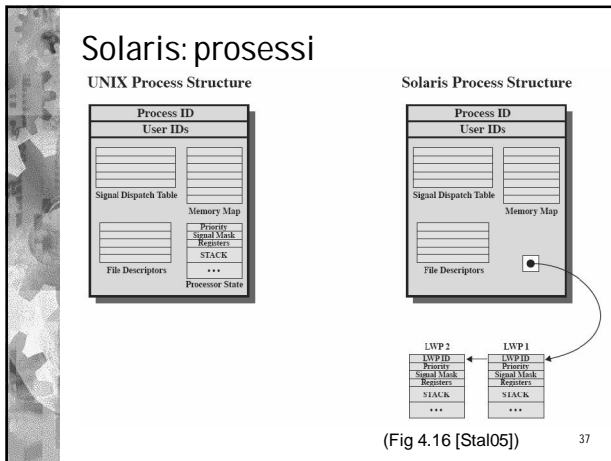 Solaris: prosessi
UNIX Process Structure
Process ID
User IDs
Signal Dispatch Table
Memory Map
File Descriptors
Priority
Signal Mask
Registers
STACK
• • •
Processor State
Solaris Process Structure
Process ID
User IDs
Signal Dispatch Table
Memory Map
File Descriptors
LWP 2
LWP ID
Priority
Signal Mask
Registers
STACK
• • •
LWP 1
LWP ID
Priority
Signal Mask
Registers
STACK
• • •
(Fig 4.16 [Stal05])
37